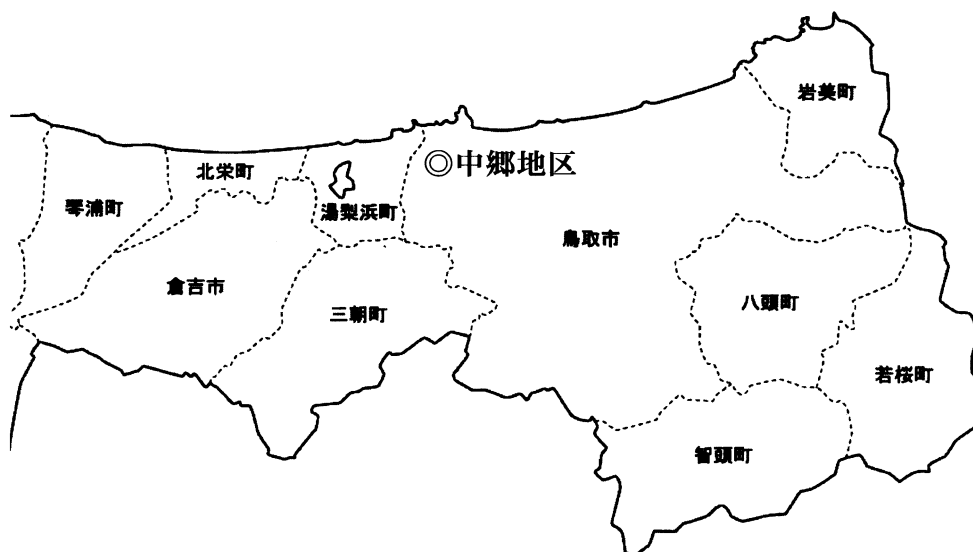 岩美町
◎中郷地区
北栄町
琴浦町
湯梨浜町
鳥取市
倉吉市
三朝町
八頭町
若桜町
智頭町